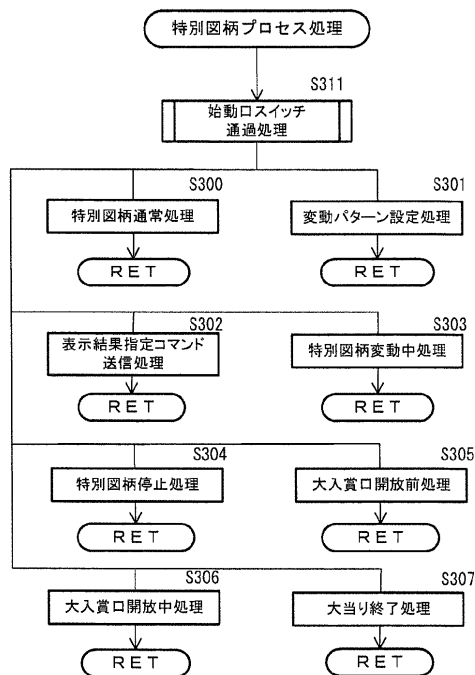 特別図柄プロセス処理
S311
始動口スイッチ
通過処理
S300
特別図柄通常処理
RET
S301
変動パターン設定処理
RET
S302
表示結果指定コマンド
送信処理
RET
S303
特別図柄変動中処理
RET
S304
特別図柄停止処理
RET
S305
大入賞口開放前処理
RET
S306
大入賞口開放中処理
RET
S307
大当り終了処理
RET